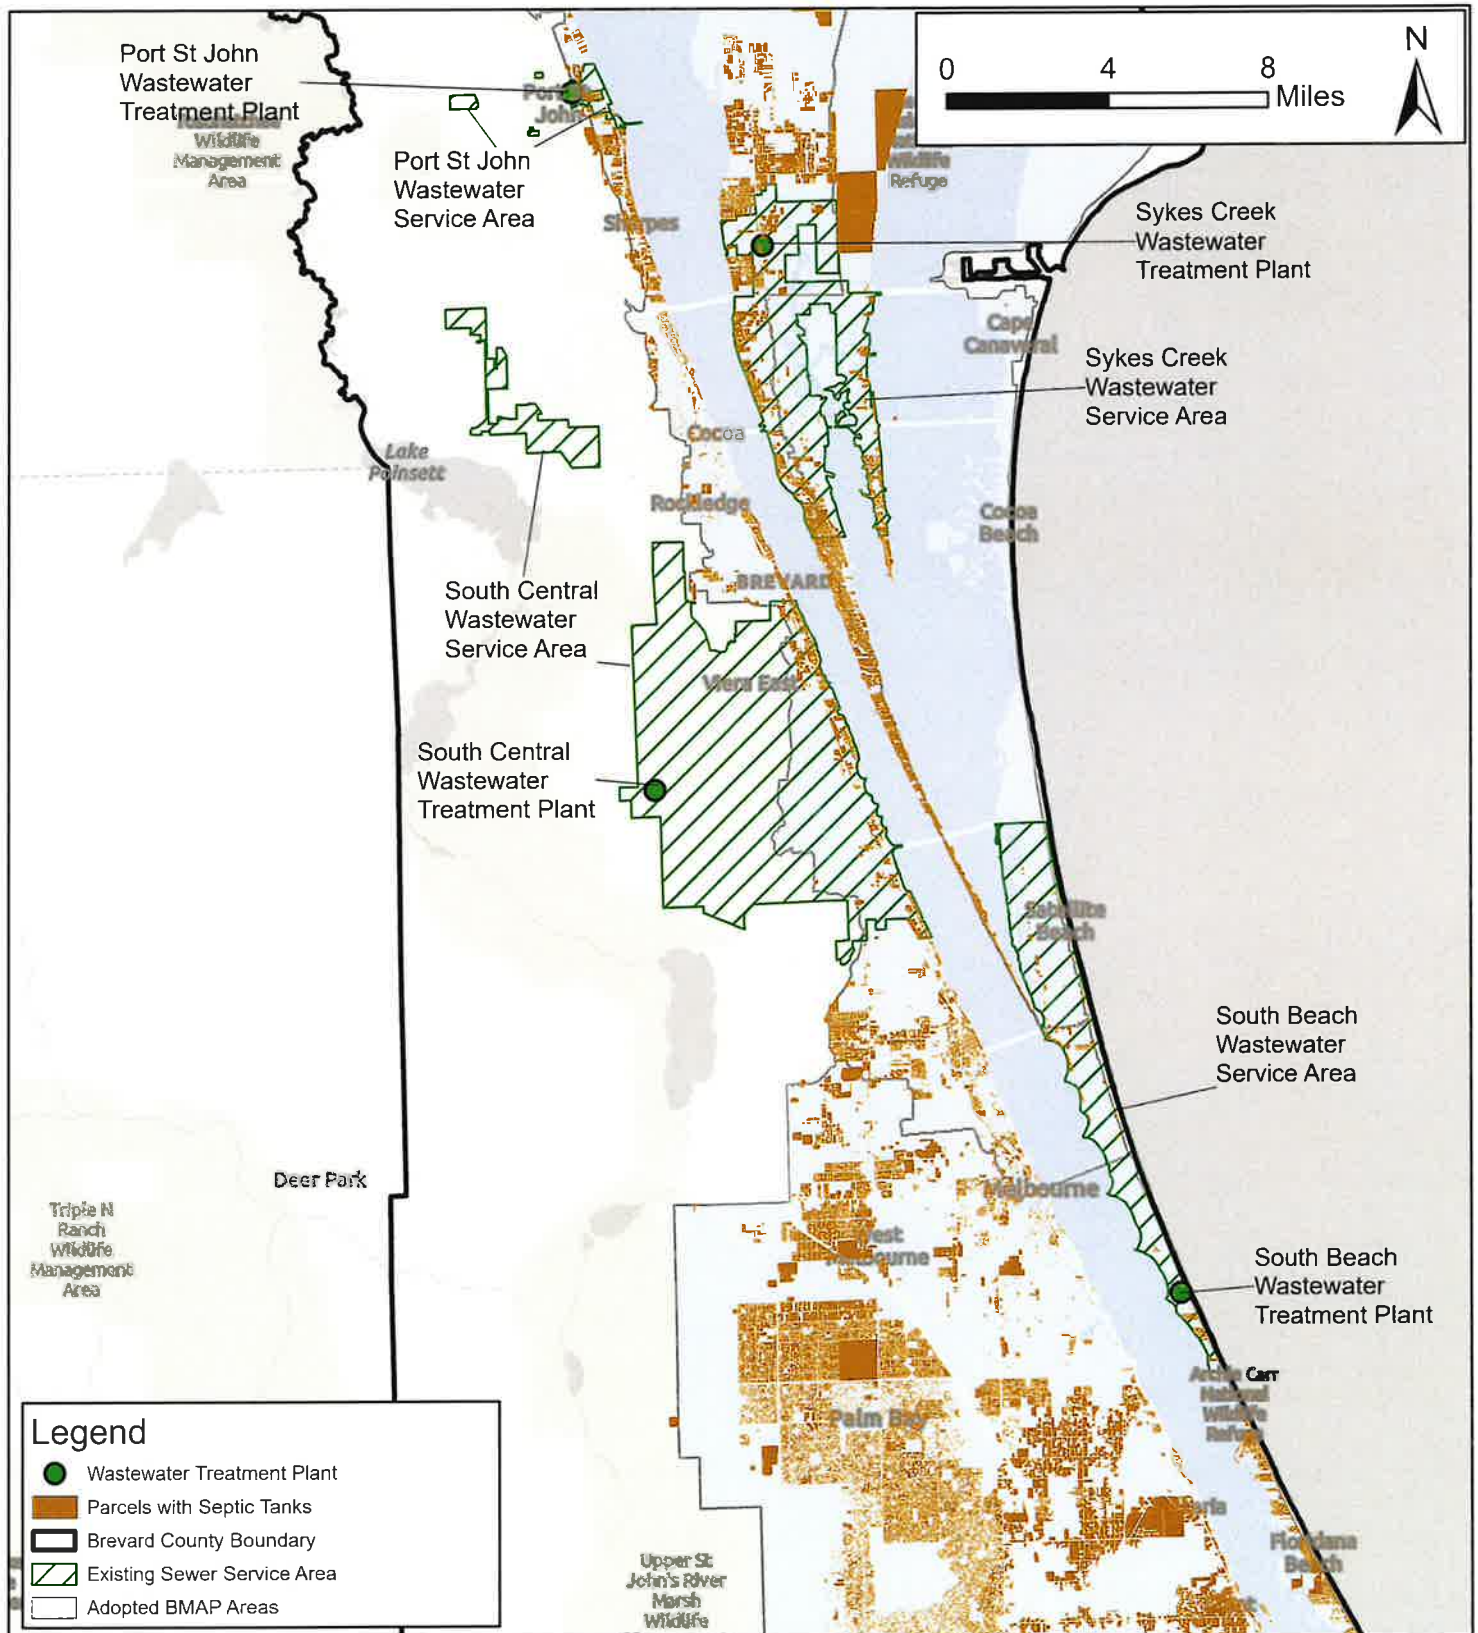 0 4 8
Miles
N
Port St John
Wastewater
Treatment Plant
Wildlife
Management
Area
Port St John
Wastewater
Service Area
Port St
John
Sharpes
Wildlife
Refuge
Sykes Creek
Wastewater
Treatment Plant
Cape
Canaveral
Sykes Creek
Wastewater
Service Area
Cocoa
Lake
Poinsett
Rockledge
Cocoa
Beach
BREVARD
South Central
Wastewater
Service Area
Viera East
South Central
Wastewater
Treatment Plant
Satellite
Beach
South Beach
Wastewater
Service Area
Deer Park
Melbourne
Triple N
Ranch
Wildlife
Management
Area
West
Melbourne
South Beach
Wastewater
Treatment Plant
Archie Carr
National
Wildlife
Refuge
Palm Bay
Floridana
Beach
Upper St
John's River
Marsh
Wildlife
Legend
Wastewater Treatment Plant
Parcels with Septic Tanks
Brevard County Boundary
Existing Sewer Service Area
Adopted BMAP Areas